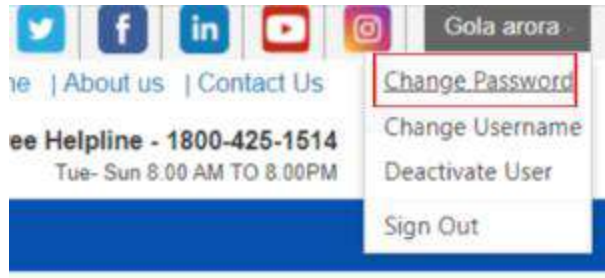 Gola arora
| About us | Contact Us
Change Password
ee Helpline - 1800-425-1514
Change Username
Tue- Sun 8:00 AM TO 8:00PM
Deactivate User
Sign Out